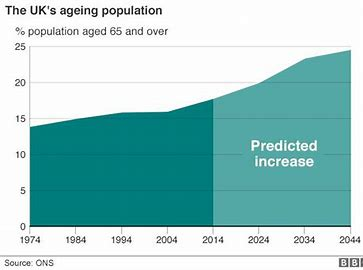 The UK's ageing population
% population aged 65 and over
25
20
15
10
5
0
Predicted
increase
1974 1984 1994 2004 2014 2024 2034 2044
Source: ONS
BBC